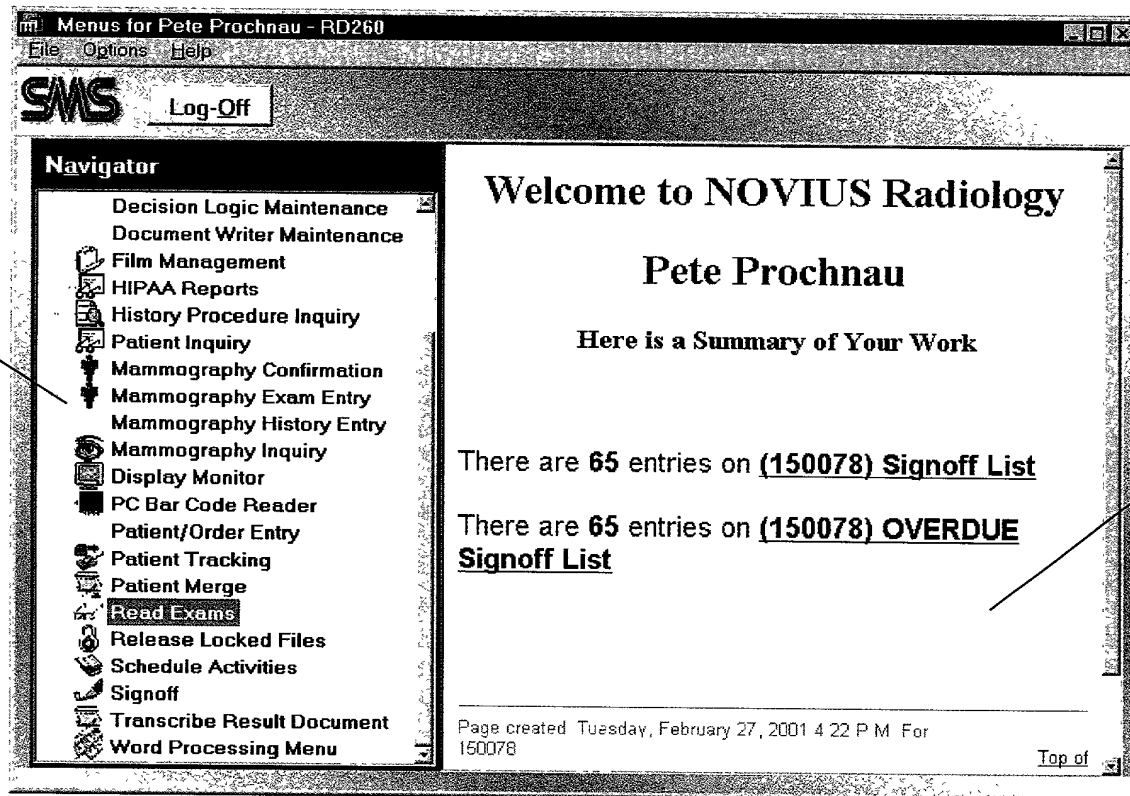 Menus for Pete Prochnau - RD260
File Options Help
SMS Log-Off
Navigator
Decision Logic Maintenance
Document Writer Maintenance
Film Management
HIPAA Reports
History Procedure Inquiry
Patient Inquiry
Mammography Confirmation
Mammography Exam Entry
Mammography History Entry
Mammography Inquiry
Display Monitor
PC Bar Code Reader
Patient/Order Entry
Patient Tracking
Patient Merge
Read Exams
Release Locked Files
Schedule Activities
Signoff
Transcribe Result Document
Word Processing Menu
Welcome to NOVIUS Radiology
Pete Prochnau
Here is a Summary of Your Work
There are 65 entries on (150078) Signoff List
There are 65 entries on (150078) OVERDUE
Signoff List
Page created Tuesday, February 27, 2001 4 22 P M For
150078
Top of